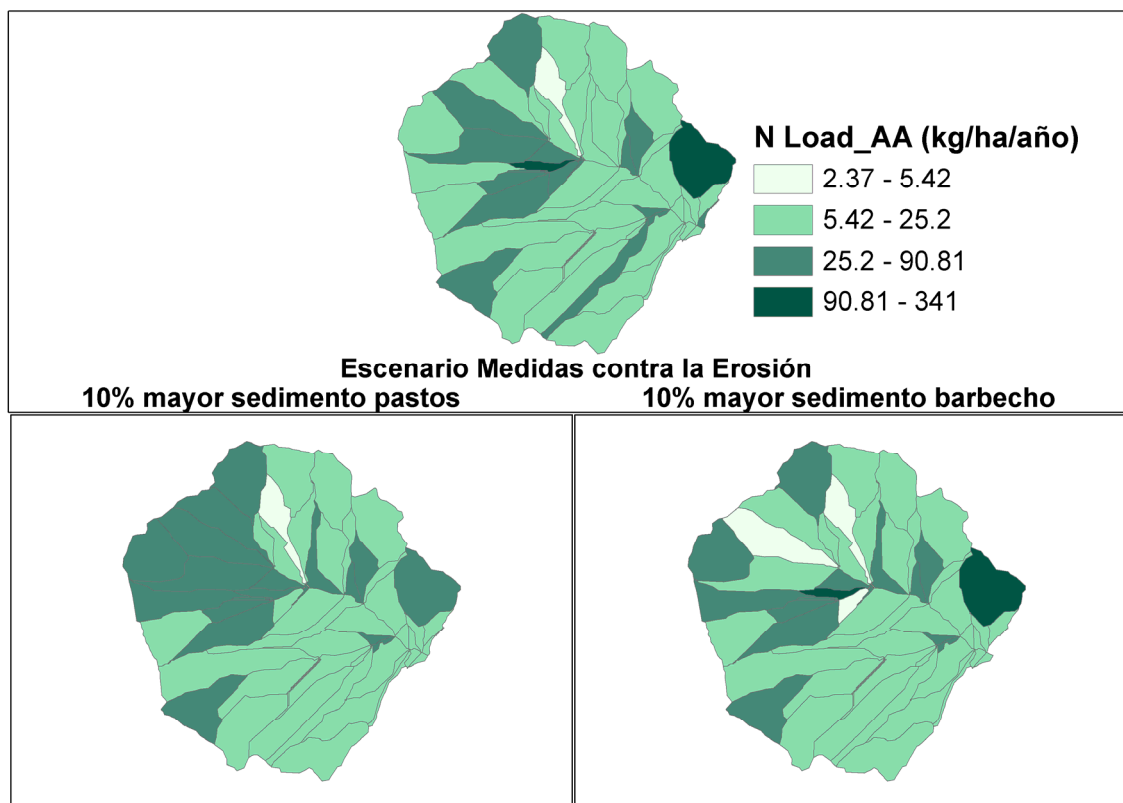 N Load_AA (kg/ha/año)
2.37 - 5.42
5.42 - 25.2
25.2 - 90.81
90.81 - 341
Escenario Medidas contra la Erosión
10% mayor sedimento pastos
10% mayor sedimento barbecho